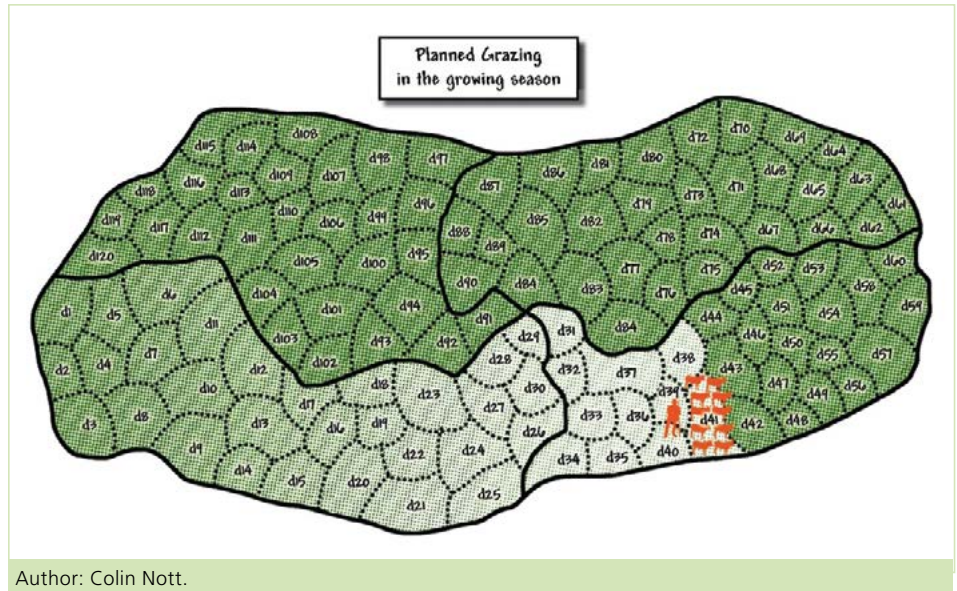 Planned Grazing
in the growing season
d115
d114
d108
d98
d97
d118
d116
d113
d109
d107
d96
d119
d117
d112
d111
d110
d106
d99
d95
d120
d105
d100
d104
d101
d94
d103
d102
d93
d92
d91
d87
d86
d81
d80
d72
d70
d69
d64
d88
d85
d82
d79
d73
d71
d68
d65
d63
d61
d89
d78
d74
d67
d66
d62
d90
d84
d83
d77
d76
d75
d84
d1
d5
d6
d11
d2
d4
d7
d10
d12
d3
d8
d9
d13
d14
d15
d16
d17
d18
d19
d20
d21
d22
d23
d24
d25
d26
d27
d28
d29
d30
d31
d32
d33
d34
d35
d36
d37
d38
d39
d40
d41
d42
d43
d44
d45
d46
d47
d48
d49
d50
d51
d52
d53
d54
d55
d56
d57
d58
d59
d60
Author: Colin Nott.